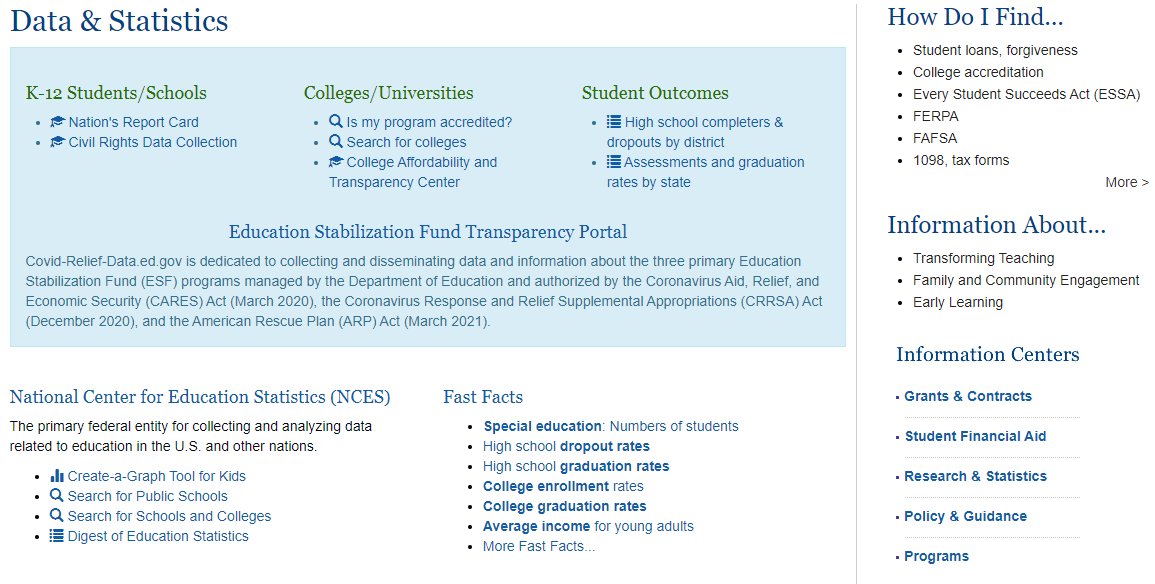 Data & Statistics
K-12 Students/Schools
Nation's Report Card
Civil Rights Data Collection
Colleges/Universities
Is my program accredited?
Search for colleges
College Affordability and
Transparency Center
Student Outcomes
High school completers &
dropouts by district
Assessments and graduation
rates by state
Education Stabilization Fund Transparency Portal
Covid-Relief-Data.ed.gov is dedicated to collecting and disseminating data and information about the three primary Education
Stabilization Fund (ESF) programs managed by the Department of Education and authorized by the Coronavirus Aid, Relief, and
Economic Security (CARES) Act (March 2020), the Coronavirus Response and Relief Supplemental Appropriations (CRRSA) Act
(December 2020), and the American Rescue Plan (ARP) Act (March 2021).
National Center for Education Statistics (NCES)
The primary federal entity for collecting and analyzing data
related to education in the U.S. and other nations.
Create-a-Graph Tool for Kids
Search for Public Schools
Search for Schools and Colleges
Digest of Education Statistics
Fast Facts
Special education: Numbers of students
High school dropout rates
High school graduation rates
College enrollment rates
College graduation rates
Average income for young adults
More Fast Facts...
How Do I Find...
Student loans, forgiveness
College accreditation
Every Student Succeeds Act (ESSA)
FERPA
FAFSA
1098, tax forms
More >
Information About...
Transforming Teaching
Family and Community Engagement
Early Learning
Information Centers
Grants & Contracts
Student Financial Aid
Research & Statistics
Policy & Guidance
Programs